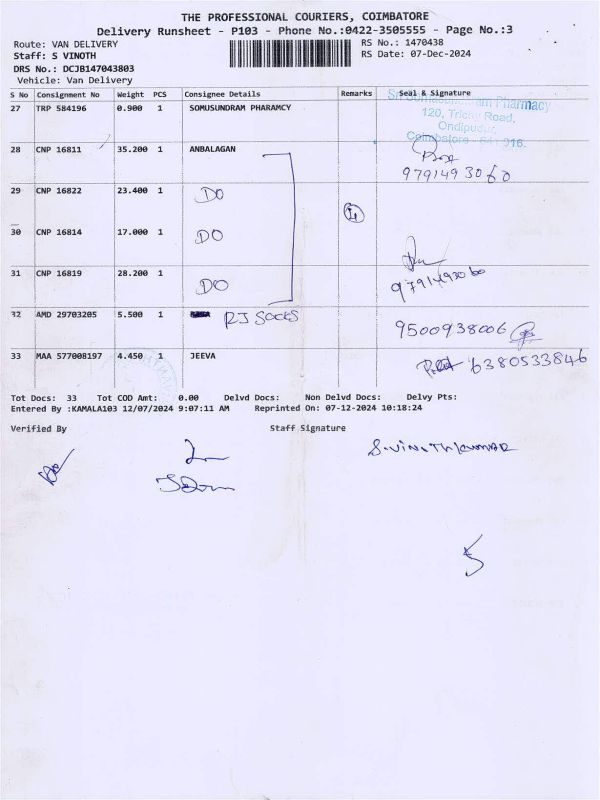 THE PROFESSIONAL COURIERS, COIMBATORE
Delivery Runsheet - P103 - Phone No.:0422-3505555 - Page No.:3
Route: VAN DELIVERY RS No.: 1470438
Staff: S VINOTH RS Date: 07-Dec-2024
DRS No.: DCJB147043803
Vehicle: Van Delivery
S No Consignment No Weight PCS Consignee Details Remarks Seal & Signature
27 TRP 584196 0.900 1 SOMUSUNDRAM PHARAMCY
Pharmacy
120, Trichy Road,
Ondipudur,
Coimbatore - 641 016.
28 CNP 16811 35.200 1 ANBALAGAN
9791493060
29 CNP 16822 23.400 1 DO
4
30 CNP 16814 17.000 1 DO
31 CNP 16819 28.200 1 DO 9791493060
32 AMD 29703205 5.500 1 RJ SOCKS 9500938006
33 MAA 577008197 4.450 1 JEEVA 6380533846
Tot Docs: 33 Tot COD Amt: 0.00 Delvd Docs: Non Delvd Docs: Delvy Pts:
Entered By :KAMALA103 12/07/2024 9:07:11 AM Reprinted On: 07-12-2024 10:18:24
Verified By Staff Signature
S.VINOTHKUMAR